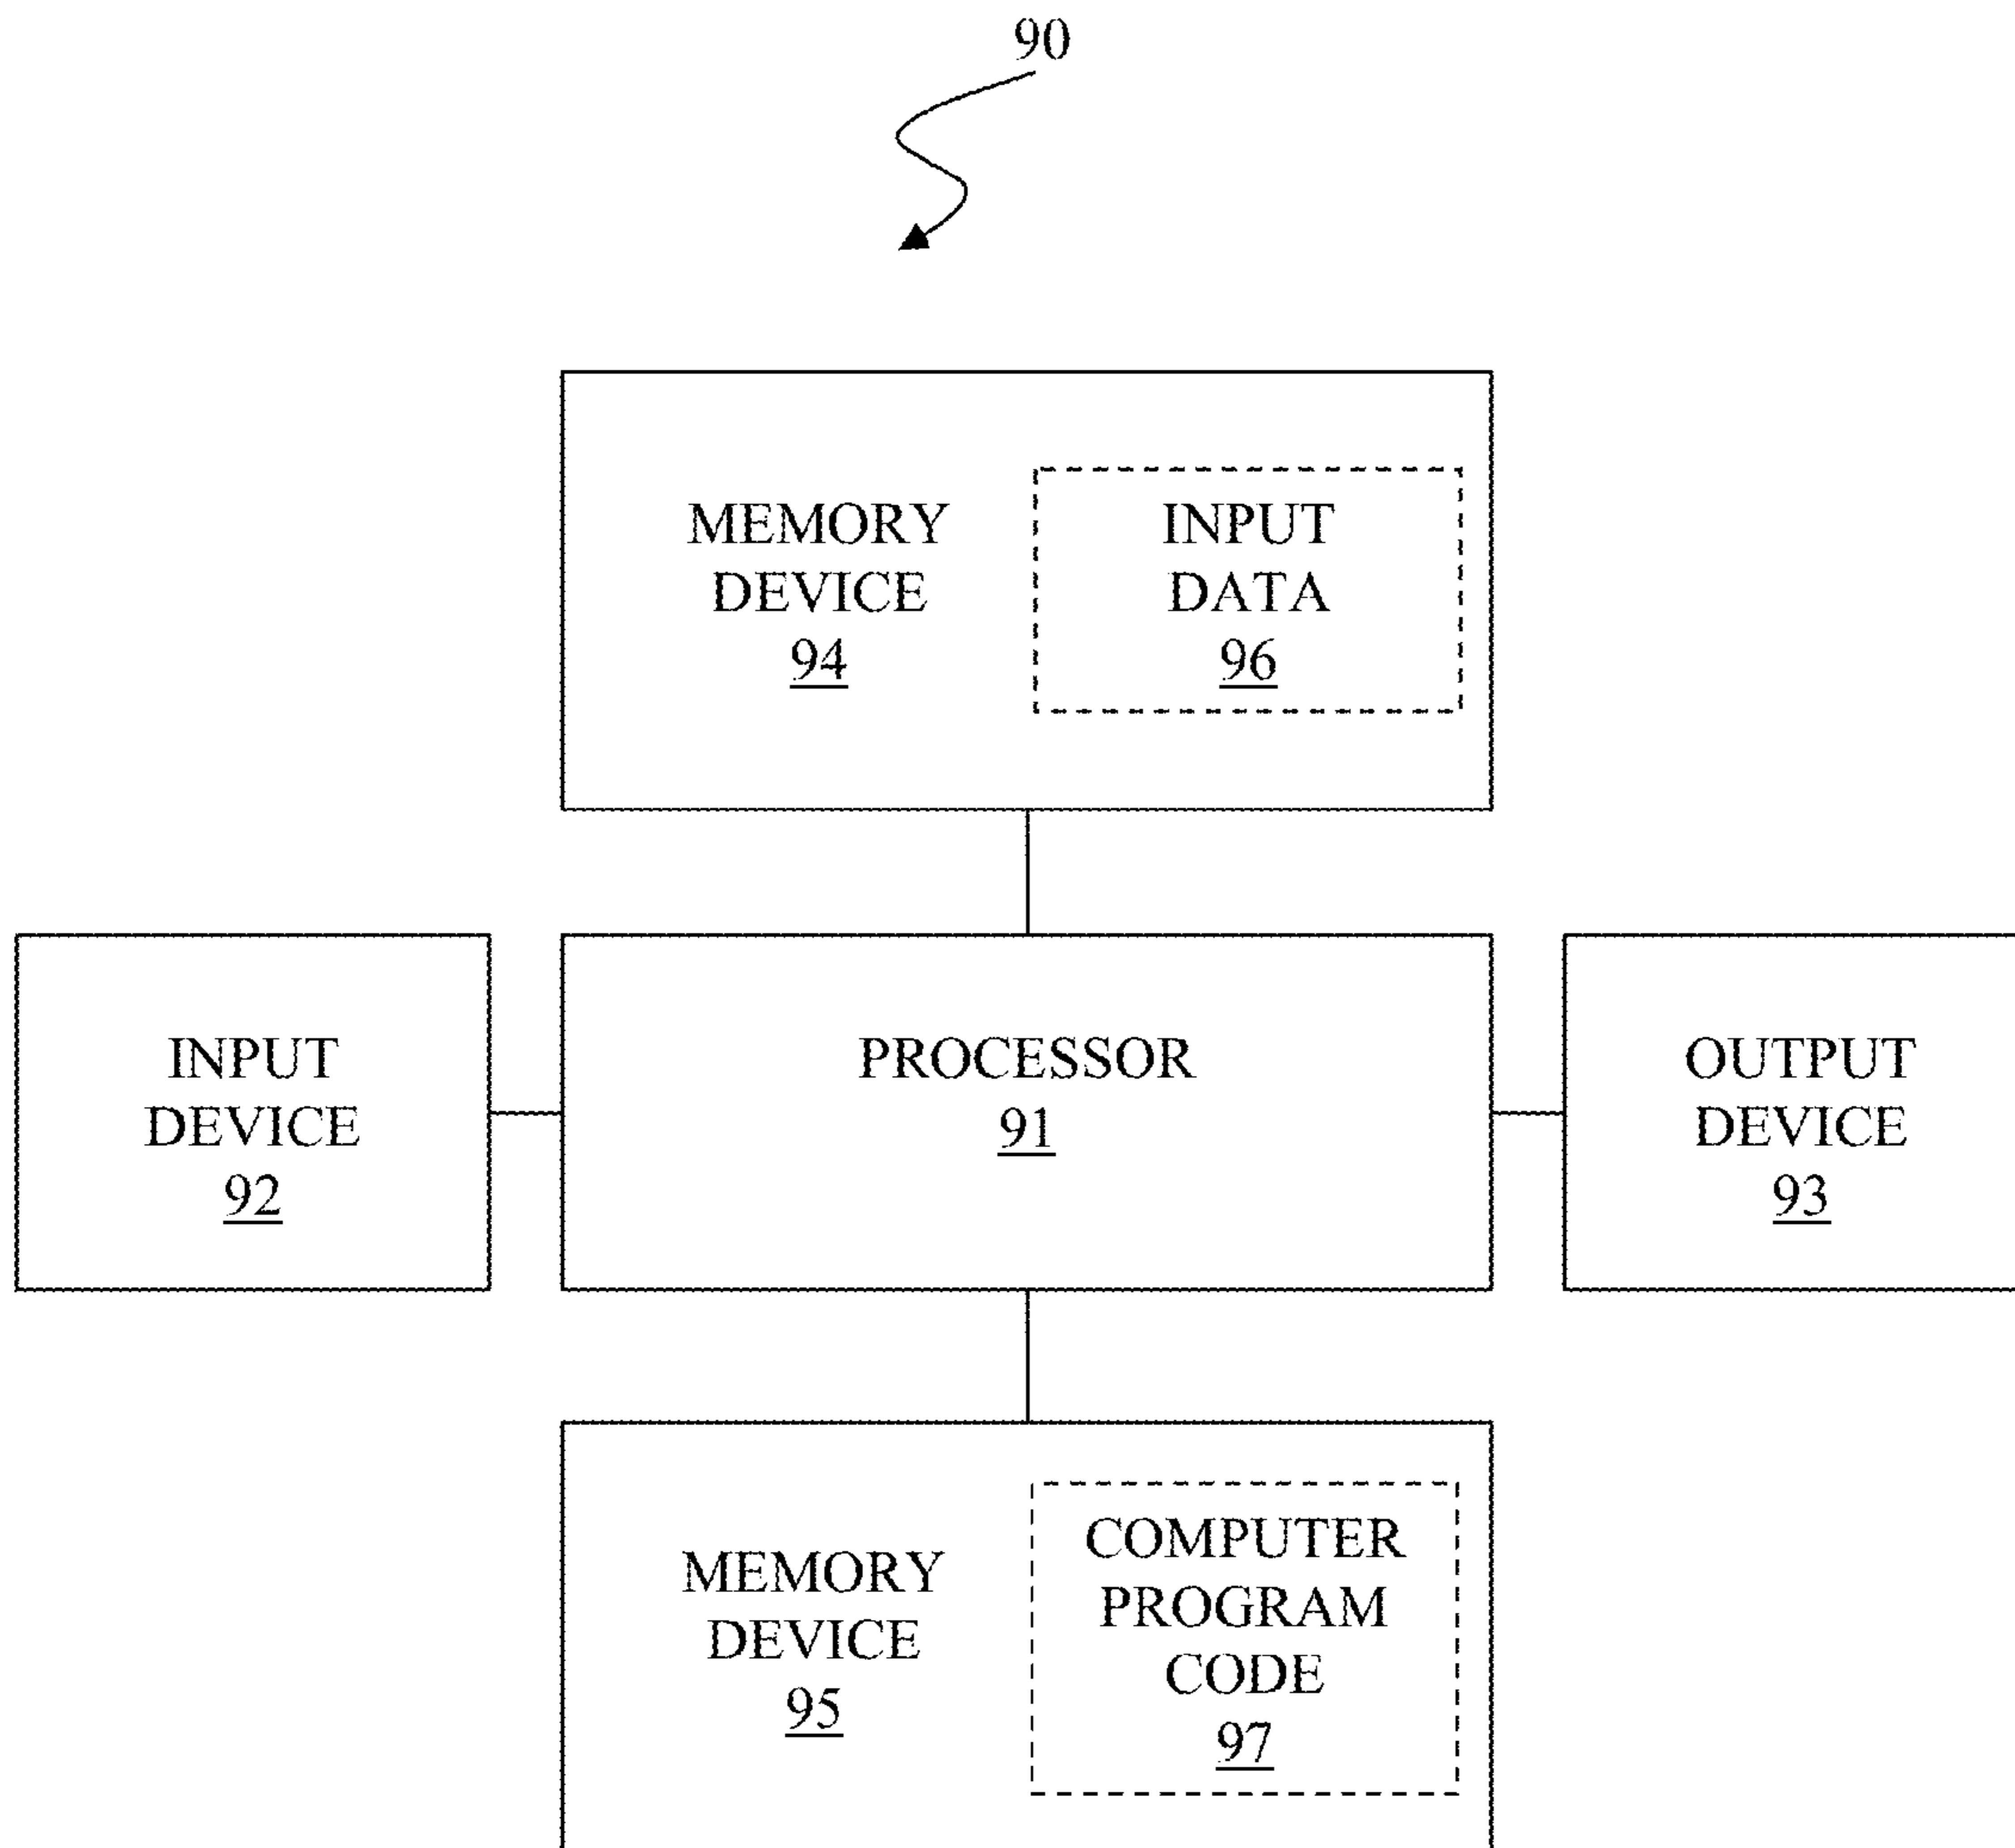 90
MEMORY
DEVICE
94
INPUT
DATA
96
INPUT
DEVICE
92
PROCESSOR
91
OUTPUT
DEVICE
93
MEMORY
DEVICE
95
COMPUTER
PROGRAM
CODE
97